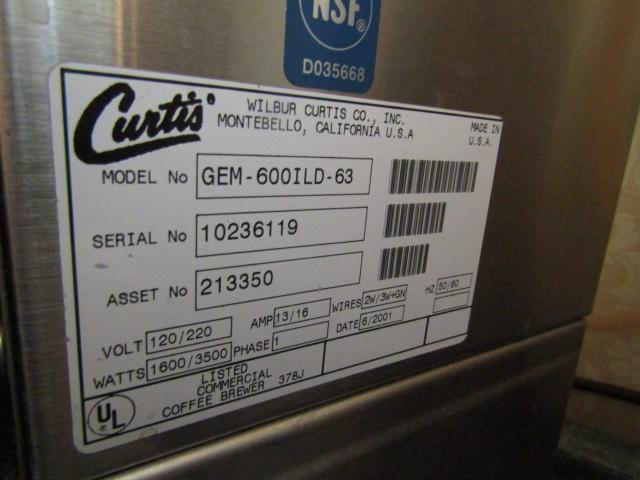 NSF®
D035668
Curtis®
WILBUR CURTIS CO., INC.
MONTEBELLO, CALIFORNIA U.S.A
MADE IN
U.S.A.
MODEL No GEM-600ILD-63
SERIAL No 10236119
ASSET No 213350
VOLT 120/220 AMP 13/16 WIRES 2W/3W+GN HZ 50/60
WATTS 1600/3500 PHASE 1 DATE 6/2001
UL
LISTED
COMMERCIAL
COFFEE BREWER 378J